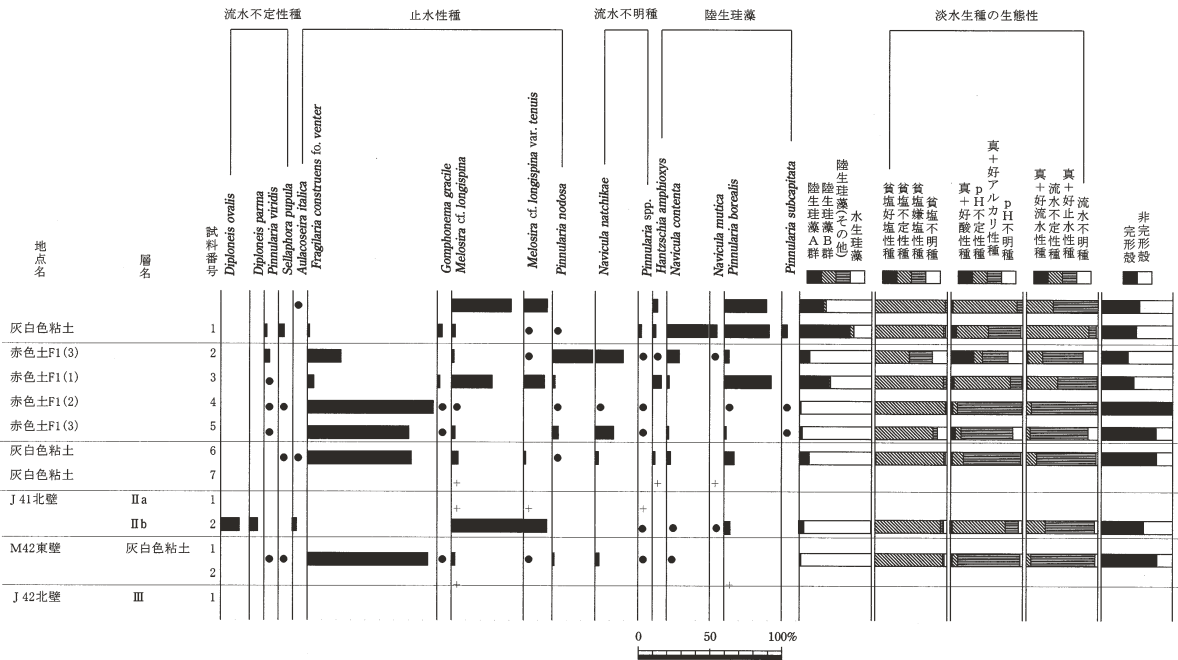 流水不定性種 止水性種 流水不明種 陸生珪藻 淡水生種の生態性
Diploneis ovalis
Diploneis parma
Pinnularia viridis
Sellaphora pupula
Aulacoseira italica
Fragilaria construens fo. venter
Gomphonema gracile
Melosira cf. longispina
Melosira cf. longispina var. tenuis
Pinnularia nodosa
Navicula natchikae
Pinnularia spp.
Hantzschia amphioxys
Navicula contenta
Navicula mutica
Pinnularia borealis
Pinnularia subcapitata
陸生珪藻A群
陸生珪藻B群
陸生珪藻(その他)
水生珪藻
貧塩好塩性種
貧塩不定性種
貧塩嫌塩性種
貧塩不明種
真+好酸性種
pH不定性種
真+好アルカリ性種
pH不明種
真+好流水性種
流水不定性種
真+好止水性種
流水不明種
完形殻
非完形殻
地点名 層名 試料番号
灰白色粘土 1
赤色土F1(3) 2
赤色土F1(1) 3
赤色土F1(2) 4
赤色土F1(3) 5
灰白色粘土 6
灰白色粘土 7
J 41北壁 Ⅱa 1
Ⅱb 2
M42東壁 灰白色粘土 1
2
J 42北壁 Ⅲ 1
0 50 100%